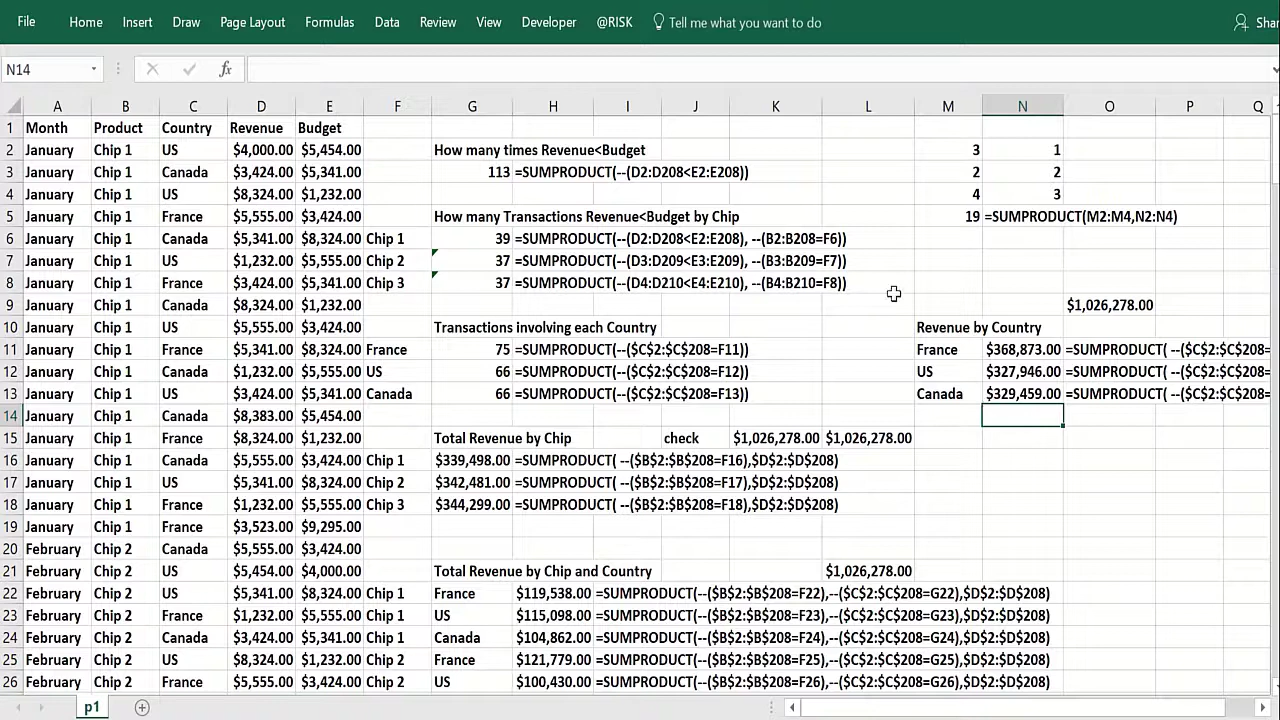 File Home Insert Draw Page Layout Formulas Data Review View Developer @RISK Tell me what you want to do Shar
N14 fx
A B C D E F G H I J K L M N O P Q
1 Month Product Country Revenue Budget
2 January Chip 1 US $4,000.00 $5,454.00 How many times Revenue<Budget 3 1
3 January Chip 1 Canada $3,424.00 $5,341.00 113 =SUMPRODUCT(--(D2:D208<E2:E208)) 2 2
4 January Chip 1 US $8,324.00 $1,232.00 4 3
5 January Chip 1 France $5,555.00 $3,424.00 How many Transactions Revenue<Budget by Chip 19 =SUMPRODUCT(M2:M4,N2:N4)
6 January Chip 1 Canada $5,341.00 $8,324.00 Chip 1 39 =SUMPRODUCT(--(D2:D208<E2:E208), --(B2:B208=F6))
7 January Chip 1 US $1,232.00 $5,555.00 Chip 2 37 =SUMPRODUCT(--(D3:D209<E3:E209), --(B3:B209=F7))
8 January Chip 1 France $3,424.00 $5,341.00 Chip 3 37 =SUMPRODUCT(--(D4:D210<E4:E210), --(B4:B210=F8))
9 January Chip 1 Canada $8,324.00 $1,232.00 $1,026,278.00
10 January Chip 1 US $5,555.00 $3,424.00 Transactions involving each Country Revenue by Country
11 January Chip 1 France $5,341.00 $8,324.00 France 75 =SUMPRODUCT(--($C$2:$C$208=F11)) France $368,873.00 =SUMPRODUCT( --($C$2:$C$208=
12 January Chip 1 Canada $1,232.00 $5,555.00 US 66 =SUMPRODUCT(--($C$2:$C$208=F12)) US $327,946.00 =SUMPRODUCT( --($C$2:$C$208=
13 January Chip 1 US $3,424.00 $5,341.00 Canada 66 =SUMPRODUCT(--($C$2:$C$208=F13)) Canada $329,459.00 =SUMPRODUCT( --($C$2:$C$208=
14 January Chip 1 Canada $8,383.00 $5,454.00
15 January Chip 1 France $8,324.00 $1,232.00 Total Revenue by Chip check $1,026,278.00 $1,026,278.00
16 January Chip 1 Canada $5,555.00 $3,424.00 Chip 1 $339,498.00 =SUMPRODUCT( --($B$2:$B$208=F16),$D$2:$D$208)
17 January Chip 1 US $5,341.00 $8,324.00 Chip 2 $342,481.00 =SUMPRODUCT( --($B$2:$B$208=F17),$D$2:$D$208)
18 January Chip 1 France $1,232.00 $5,555.00 Chip 3 $344,299.00 =SUMPRODUCT( --($B$2:$B$208=F18),$D$2:$D$208)
19 January Chip 1 France $3,523.00 $9,295.00
20 February Chip 2 Canada $5,555.00 $3,424.00
21 February Chip 2 US $5,454.00 $4,000.00 Total Revenue by Chip and Country $1,026,278.00
22 February Chip 2 US $5,341.00 $8,324.00 Chip 1 France $119,538.00 =SUMPRODUCT(--($B$2:$B$208=F22),--($C$2:$C$208=G22),$D$2:$D$208)
23 February Chip 2 France $1,232.00 $5,555.00 Chip 1 US $115,098.00 =SUMPRODUCT(--($B$2:$B$208=F23),--($C$2:$C$208=G23),$D$2:$D$208)
24 February Chip 2 Canada $3,424.00 $5,341.00 Chip 1 Canada $104,862.00 =SUMPRODUCT(--($B$2:$B$208=F24),--($C$2:$C$208=G24),$D$2:$D$208)
25 February Chip 2 US $8,324.00 $1,232.00 Chip 2 France $121,779.00 =SUMPRODUCT(--($B$2:$B$208=F25),--($C$2:$C$208=G25),$D$2:$D$208)
26 February Chip 2 France $5,555.00 $3,424.00 Chip 2 US $100,430.00 =SUMPRODUCT(--($B$2:$B$208=F26),--($C$2:$C$208=G26),$D$2:$D$208)
p1